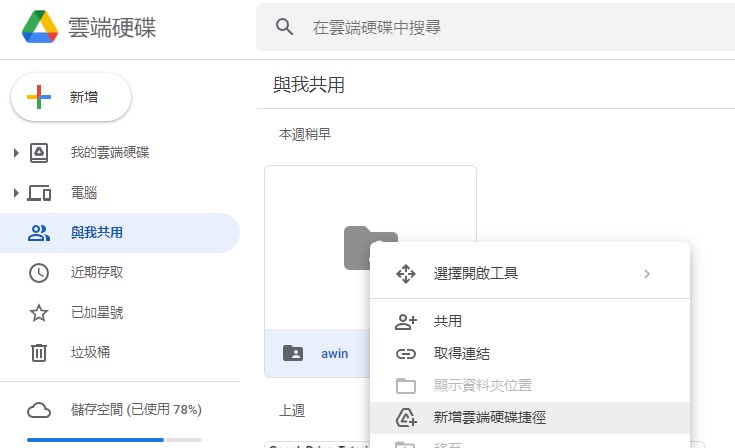 雲端硬碟
在雲端硬碟中搜尋
新增
與我共用
本週稍早
我的雲端硬碟
電腦
與我共用
近期存取
已加星號
垃圾桶
儲存空間 (已使用 78%)
awin
上週
選擇開啟工具
共用
取得連結
顯示資料夾位置
新增雲端硬碟捷徑